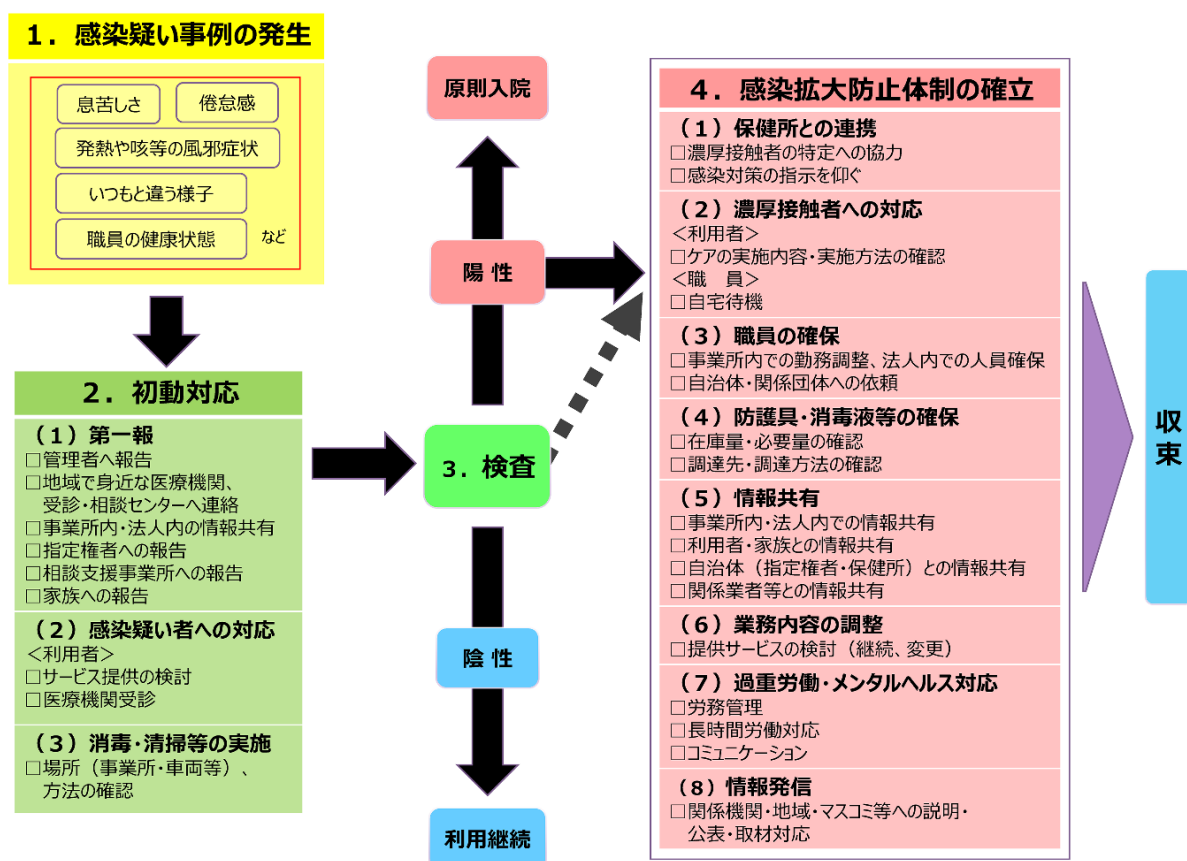 １．感染疑い事例の発生
息苦しさ
倦怠感
発熱や咳等の風邪症状
いつもと違う様子
職員の健康状態
など
２．初動対応
（１）第一報
□管理者へ報告
□地域で身近な医療機関、
受診・相談センターへ連絡
□事業所内・法人内の情報共有
□指定権者への報告
□相談支援事業所への報告
□家族への報告
（２）感染疑い者への対応
＜利用者＞
□サービス提供の検討
□医療機関受診
（３）消毒・清掃等の実施
□場所（事業所・車両等）、
方法の確認
原則入院
陽 性
３．検査
陰 性
利用継続
４．感染拡大防止体制の確立
（１）保健所との連携
□濃厚接触者の特定への協力
□感染対策の指示を仰ぐ
（２）濃厚接触者への対応
＜利用者＞
□ケアの実施内容・実施方法の確認
＜職　員＞
□自宅待機
（３）職員の確保
□事業所内での勤務調整、法人内での人員確保
□自治体・関係団体への依頼
（４）防護具・消毒液等の確保
□在庫量・必要量の確認
□調達先・調達方法の確認
（５）情報共有
□事業所内・法人内での情報共有
□利用者・家族との情報共有
□自治体（指定権者・保健所）との情報共有
□関係業者等との情報共有
（６）業務内容の調整
□提供サービスの検討（継続、変更）
（７）過重労働・メンタルヘルス対応
□労務管理
□長時間労働対応
□コミュニケーション
（８）情報発信
□関係機関・地域・マスコミ等への説明・
公表・取材対応
収束